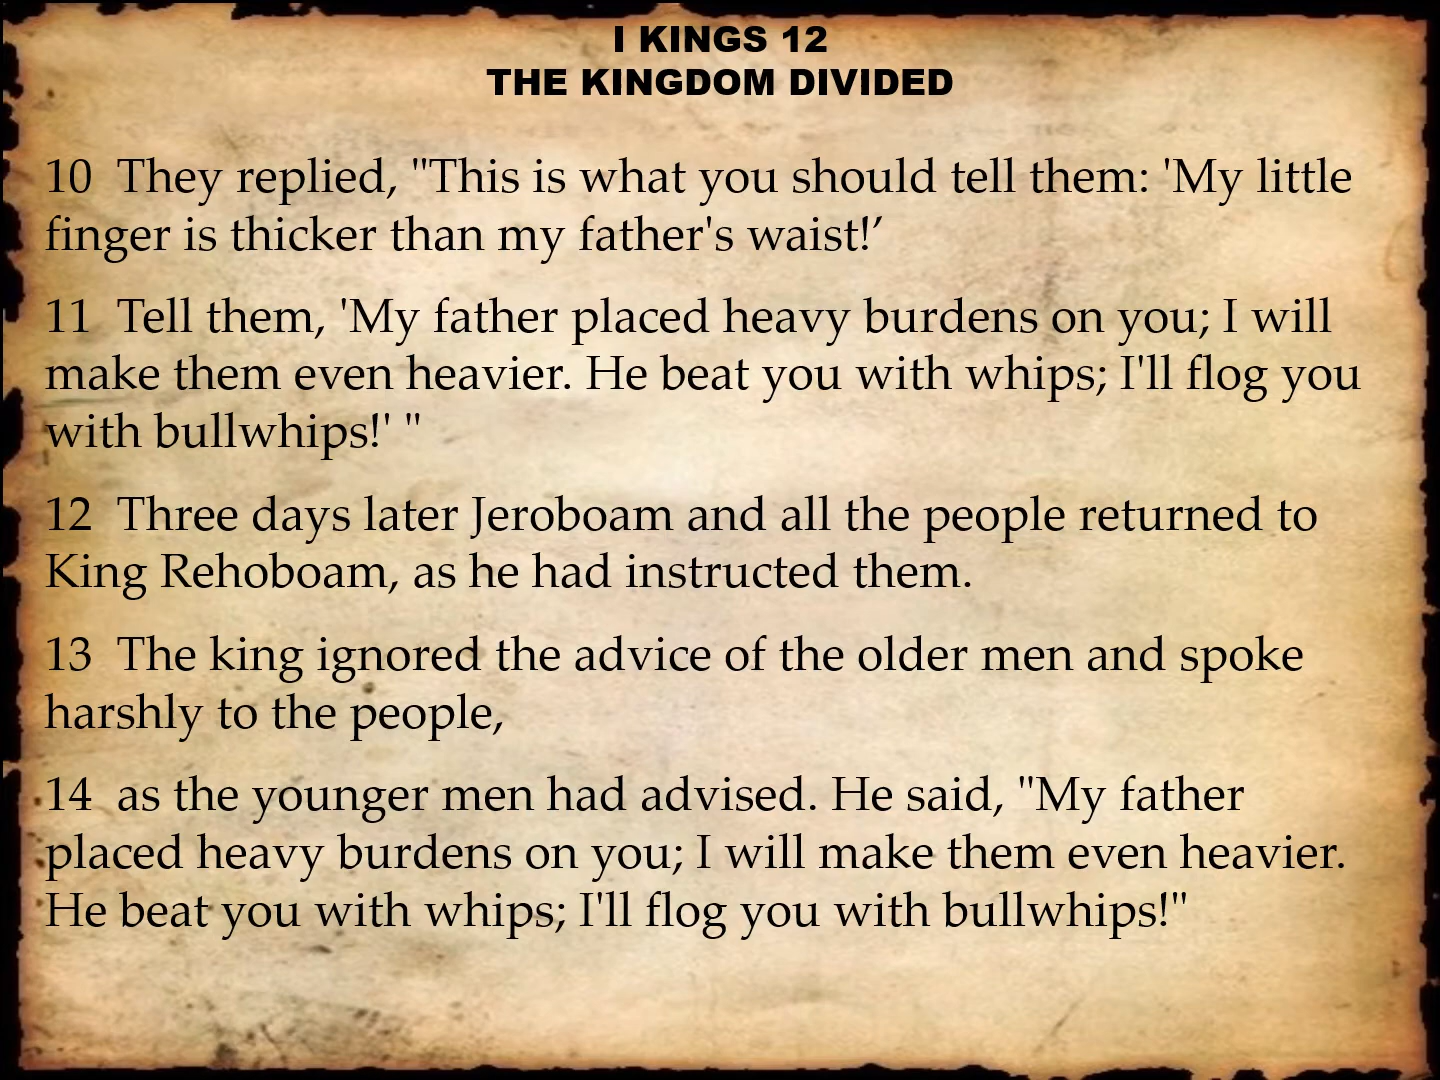 I KINGS 12
THE KINGDOM DIVIDED
10  They replied, "This is what you should tell them: 'My little
finger is thicker than my father's waist!’
11  Tell them, 'My father placed heavy burdens on you; I will
make them even heavier. He beat you with whips; I'll flog you
with bullwhips!' "
12  Three days later Jeroboam and all the people returned to
King Rehoboam, as he had instructed them.
13  The king ignored the advice of the older men and spoke
harshly to the people,
14  as the younger men had advised. He said, "My father
placed heavy burdens on you; I will make them even heavier.
He beat you with whips; I'll flog you with bullwhips!"